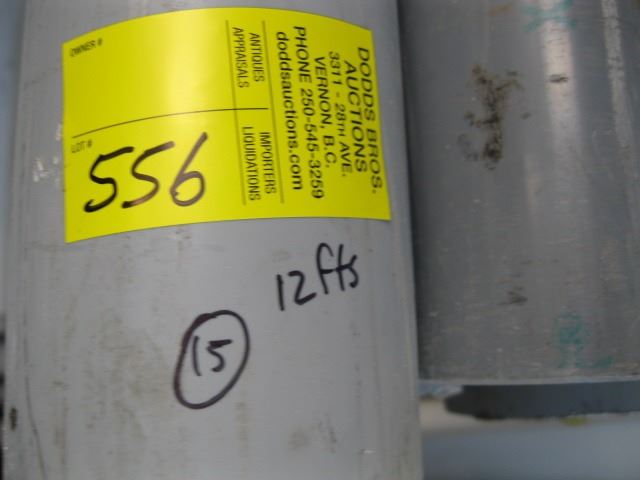 DODDS BROS.
AUCTIONS
3311 - 28TH AVE.
VERNON, B.C.
PHONE 250-545-3259
doddsauctions.com
ANTIQUES
APPRAISALS
IMPORTERS
LIQUIDATIONS
OWNER #
LOT #
556
12 fts
15